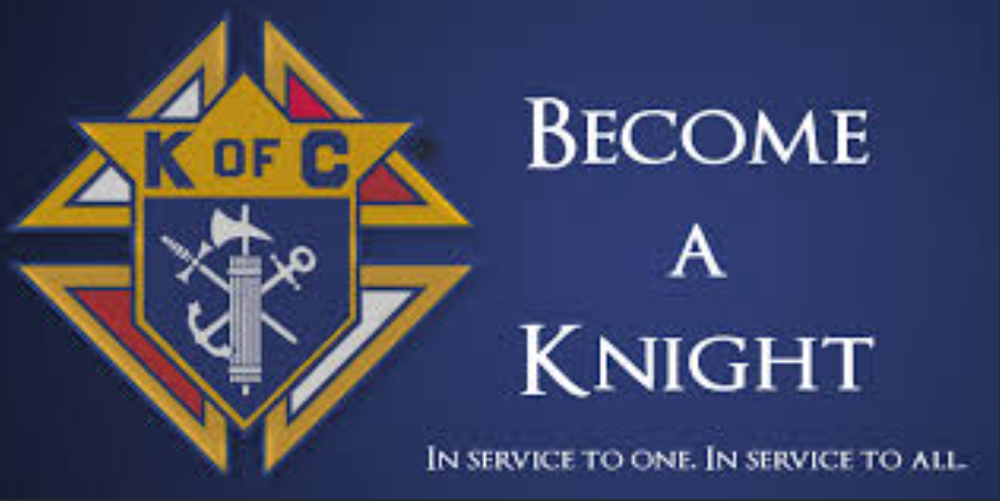 K OF C
BECOME
A
KNIGHT
IN SERVICE TO ONE. IN SERVICE TO ALL.